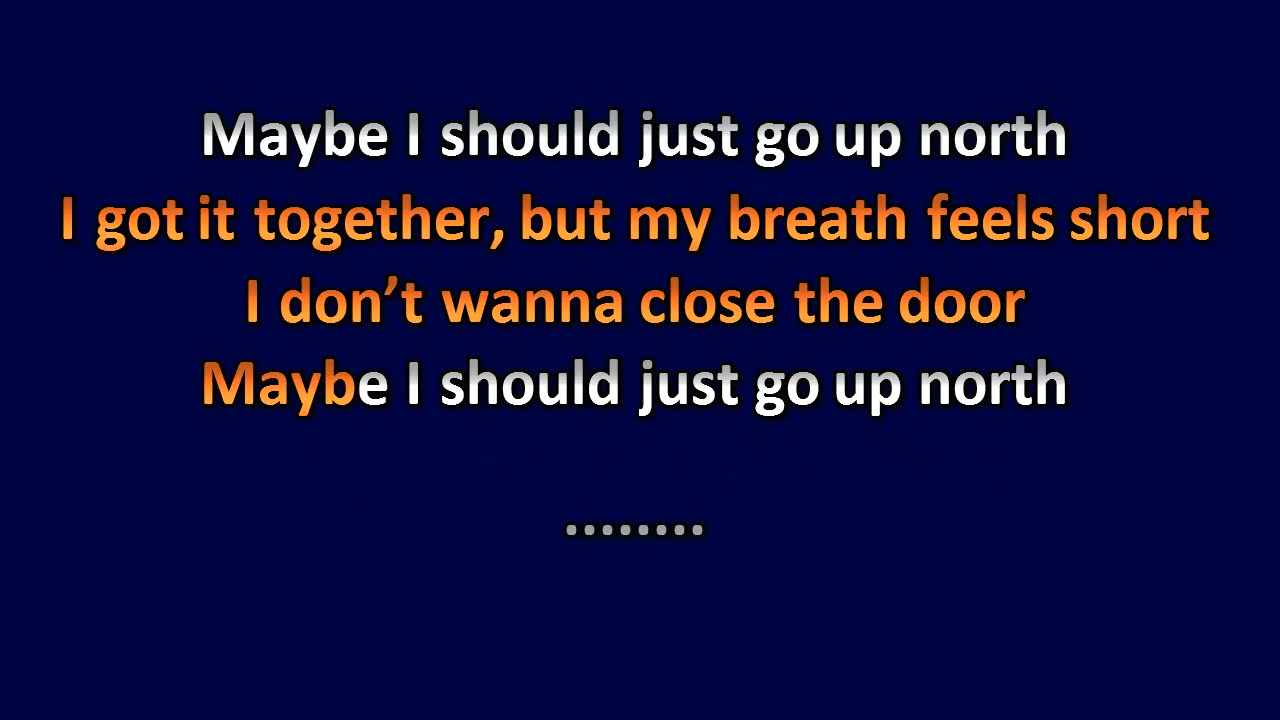 Maybe I should just go up north
I got it together, but my breath feels short
I don’t wanna close the door
Maybe I should just go up north
........